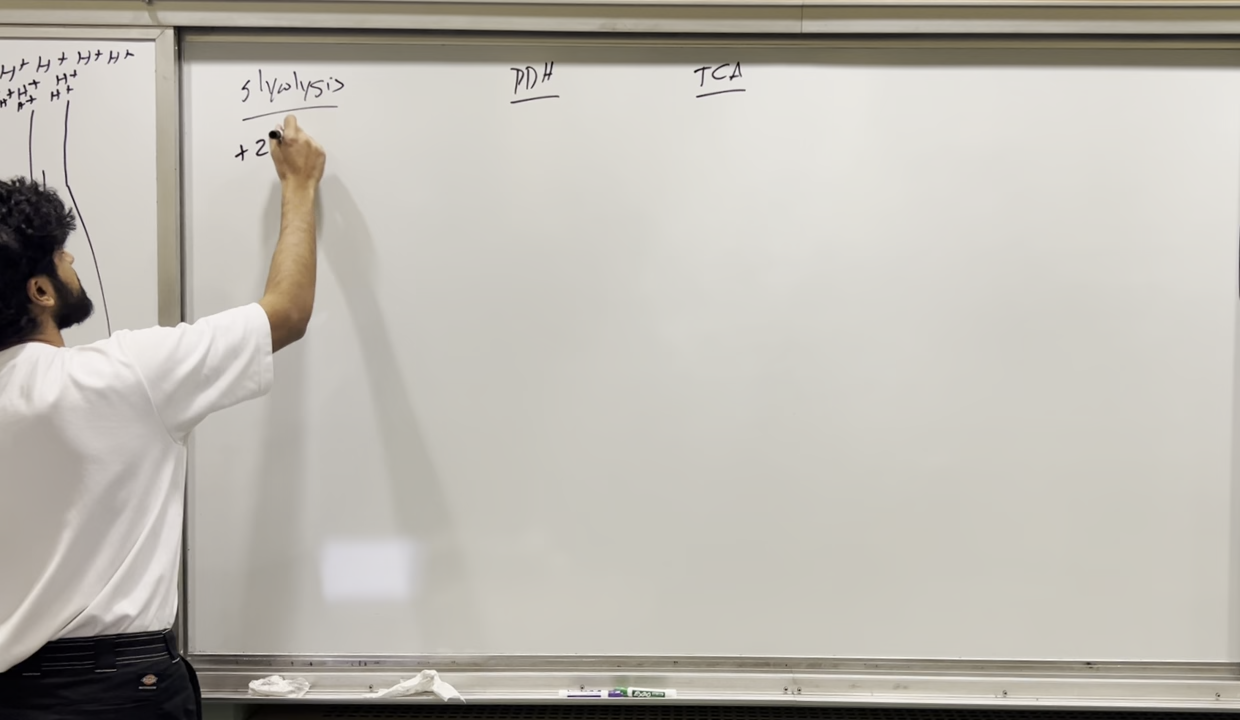 H+ H+ H+ H+
H+
H+ H+ H+
H+
glycolysis PDH TCA
+2